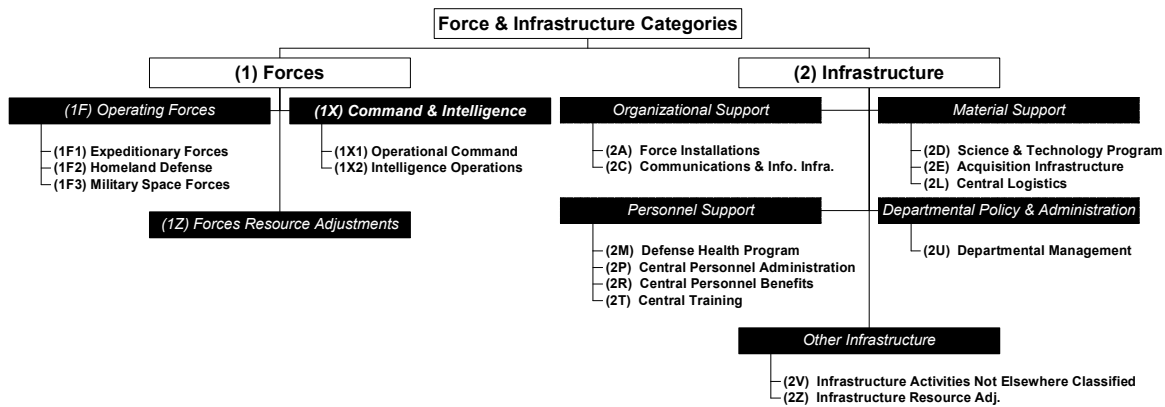 Force & Infrastructure Categories
(1) Forces
(1F) Operating Forces
(1F1) Expeditionary Forces
(1F2) Homeland Defense
(1F3) Military Space Forces
(1X) Command & Intelligence
(1X1) Operational Command
(1X2) Intelligence Operations
(1Z) Forces Resource Adjustments
(2) Infrastructure
Organizational Support
(2A) Force Installations
(2C) Communications & Info. Infra.
Material Support
(2D) Science & Technology Program
(2E) Acquisition Infrastructure
(2L) Central Logistics
Personnel Support
(2M) Defense Health Program
(2P) Central Personnel Administration
(2R) Central Personnel Benefits
(2T) Central Training
Departmental Policy & Administration
(2U) Departmental Management
Other Infrastructure
(2V) Infrastructure Activities Not Elsewhere Classified
(2Z) Infrastructure Resource Adj.